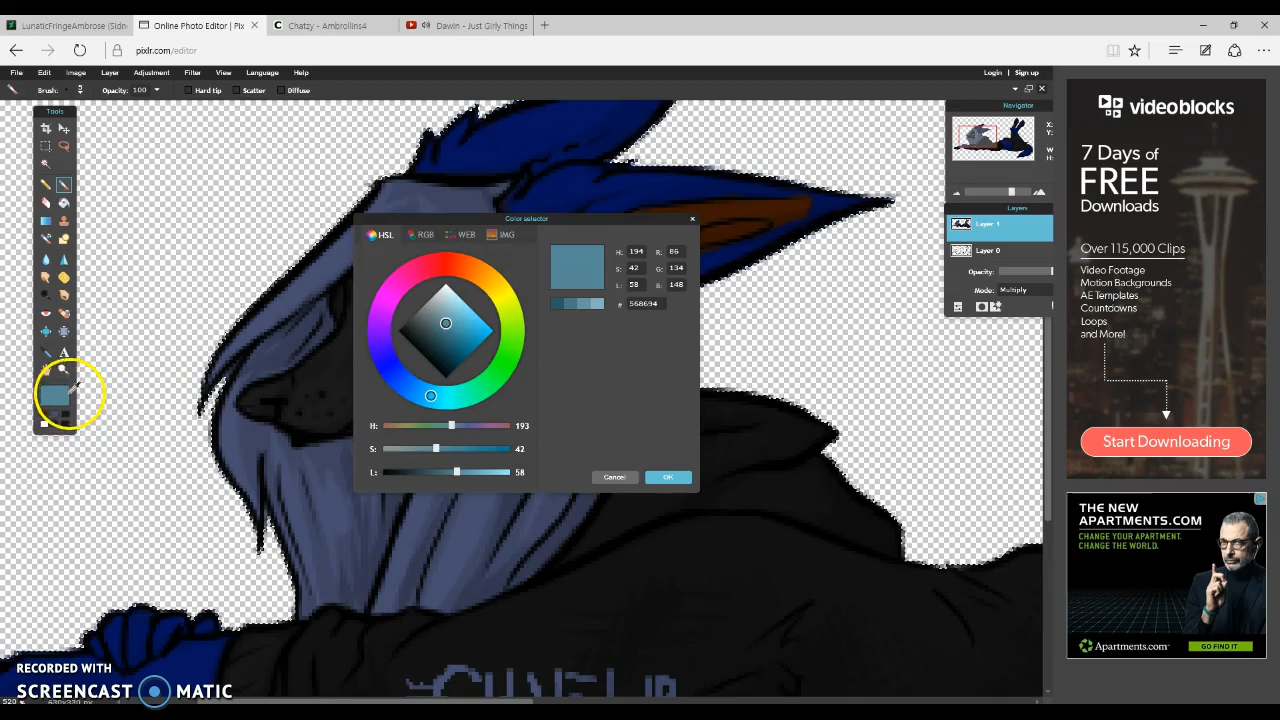 LunaticFringeAmbrose (Sidn
Online Photo Editor | Pix
Chatzy - Ambrollins4
Dawin - Just Girly Things
pixlr.com/editor
File Edit Image Layer Adjustment Filter View Language Help
Login | Sign up
Brush: Opacity: 100 Hard tip Scatter Diffuse
Tools
Navigator
X:
Y:
W
H:
Layers
Layer 1
Layer 0
Opacity:
Mode: Multiply
Color selector
HSL RGB WEB IMG
H: 194 R: 86
S: 42 G: 134
L: 58 B: 148
# 568694
H: 193
S: 42
L: 58
Cancel OK
videoblocks
7 Days of
FREE
Downloads
Over 115,000 Clips
Video Footage
Motion Backgrounds
AE Templates
Countdowns
Loops
and More!
Start Downloading
THE NEW
APARTMENTS.COM
CHANGE YOUR APARTMENT.
CHANGE THE WORLD.
Apartments.com
GO FIND IT
RECORDED WITH
SCREENCAST MATIC
520 %
630x320 px